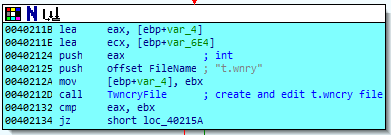 0040211B lea     eax, [ebp+var_4]
0040211E lea     ecx, [ebp+var_6E4]
00402124 push    eax             ; int
00402125 push    offset FileName ; "t.wnry"
0040212A mov     [ebp+var_4], ebx
0040212D call    TwncryFile      ; create and edit t.wncry file
00402132 cmp     eax, ebx
00402134 jz      short loc_40215A